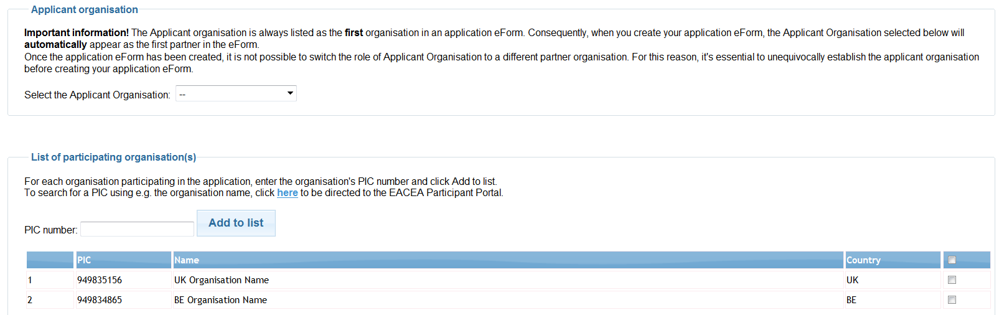 Applicant organisation
Important information! The Applicant organisation is always listed as the first organisation in an application eForm. Consequently, when you create your application eForm, the Applicant Organisation selected below will
automatically appear as the first partner in the eForm.
Once the application eForm has been created, it is not possible to switch the role of Applicant Organisation to a different partner organisation. For this reason, it's essential to unequivocally establish the applicant organisation
before creating your application eForm.
Select the Applicant Organisation: --
List of participating organisation(s)
For each organisation participating in the application, enter the organisation's PIC number and click Add to list.
To search for a PIC using e.g. the organisation name, click here to be directed to the EACEA Participant Portal.
PIC number: Add to list
PIC Name Country
1 949835156 UK Organisation Name UK
2 949834865 BE Organisation Name BE